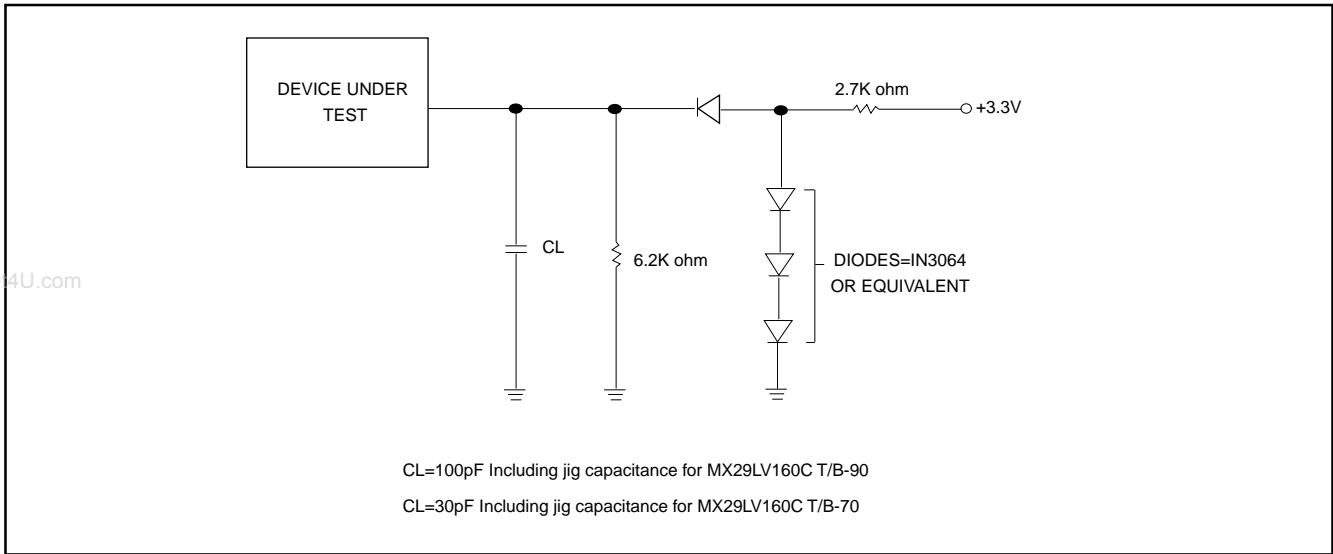 DEVICE UNDER
TEST
2.7K ohm
+3.3V
CL
6.2K ohm
DIODES=IN3064
OR EQUIVALENT
t4U.com
CL=100pF Including jig capacitance for MX29LV160C T/B-90
CL=30pF Including jig capacitance for MX29LV160C T/B-70